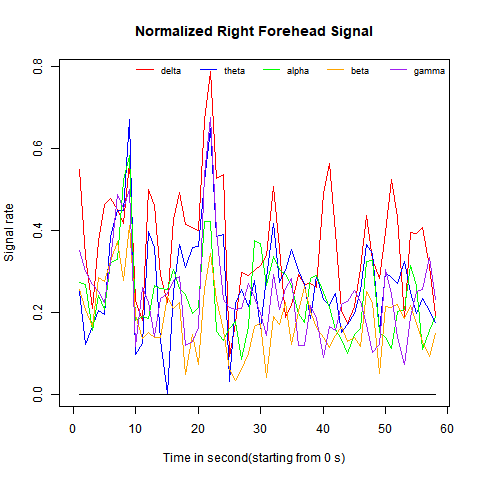 Normalized Right Forehead Signal
delta theta alpha beta gamma
0.8
0.6
0.4
0.2
0.0
Signal rate
0 10 20 30 40 50 60
Time in second(starting from 0 s)